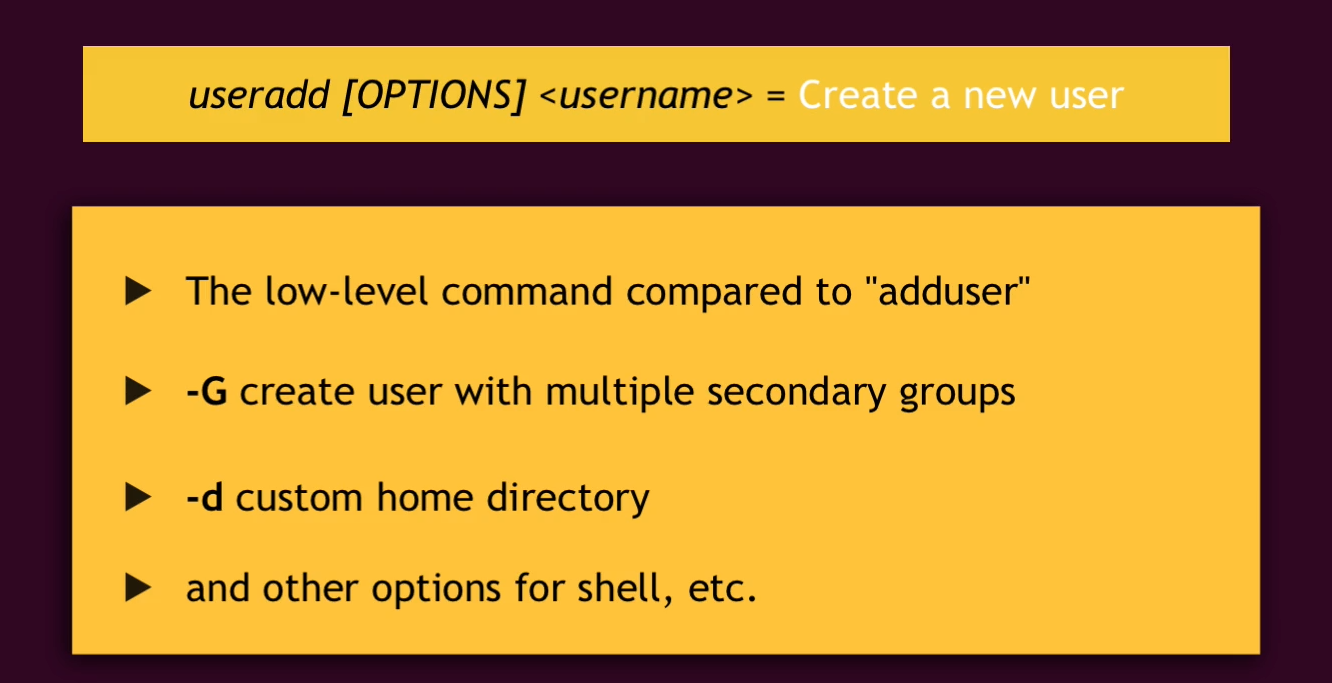 useradd [OPTIONS] <username> = Create a new user
The low-level command compared to "adduser"
-G create user with multiple secondary groups
-d custom home directory
and other options for shell, etc.